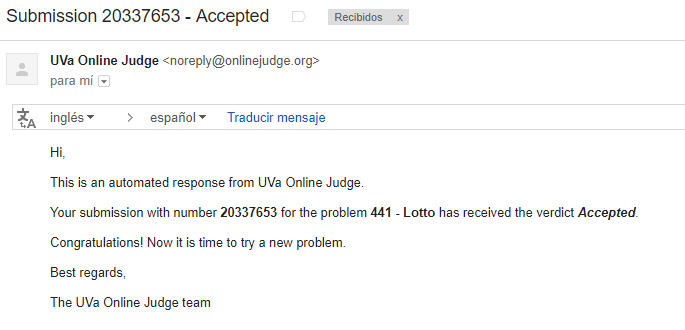 Submission 20337653 - Accepted Recibidos x
UVa Online Judge <noreply@onlinejudge.org>
para mí
inglés > español Traducir mensaje
Hi,
This is an automated response from UVa Online Judge.
Your submission with number 20337653 for the problem 441 - Lotto has received the verdict Accepted.
Congratulations! Now it is time to try a new problem.
Best regards,
The UVa Online Judge team